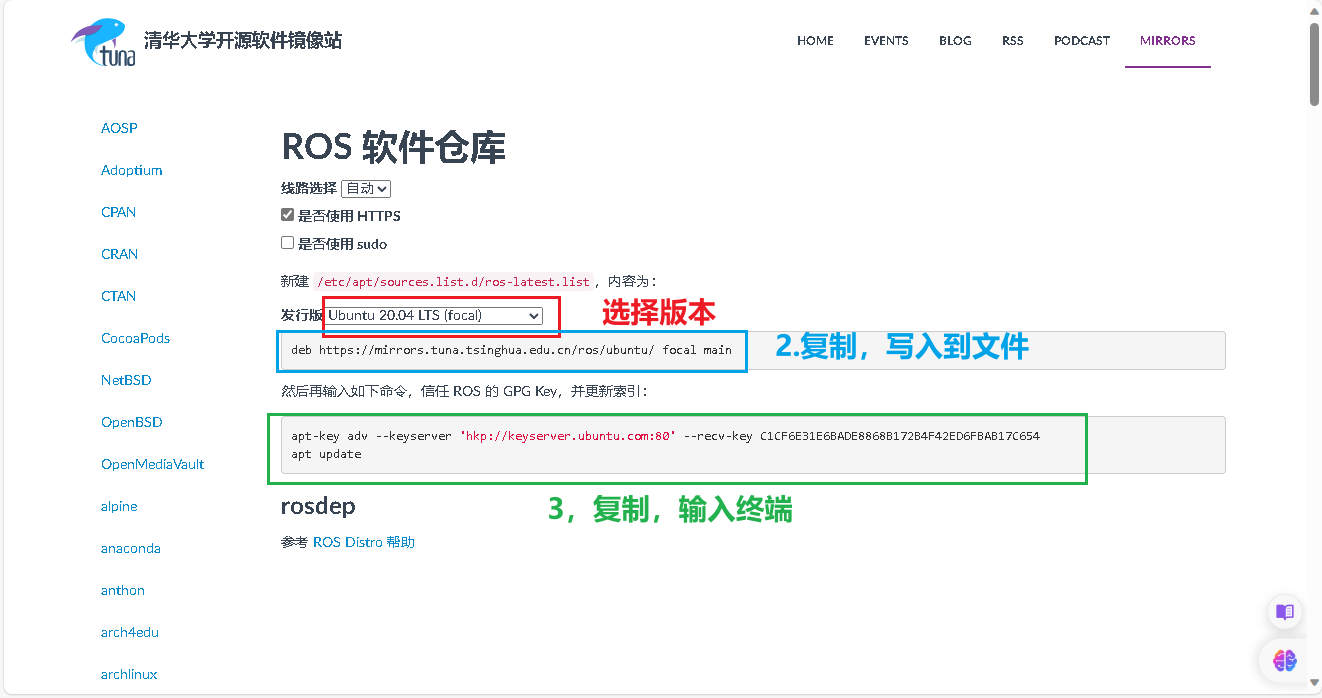 tuna 清华大学开源软件镜像站
HOME EVENTS BLOG RSS PODCAST MIRRORS
AOSP
Adoptium
CPAN
CRAN
CTAN
CocoaPods
NetBSD
OpenBSD
OpenMediaVault
alpine
anaconda
anthon
arch4edu
archlinux
ROS 软件仓库
线路选择 自动
是否使用 HTTPS
是否使用 sudo
新建 /etc/apt/sources.list.d/ros-latest.list，内容为：
发行版 Ubuntu 20.04 LTS (focal)
选择版本
deb https://mirrors.tuna.tsinghua.edu.cn/ros/ubuntu/ focal main
2.复制，写入到文件
然后再输入如下命令，信任 ROS 的 GPG Key，并更新索引：
apt-key adv --keyserver 'hkp://keyserver.ubuntu.com:80' --recv-key C1CF6E31E6BADE8868B172B4F42ED6FBAB17C654
apt update
3，复制，输入终端
rosdep
参考 ROS Distro 帮助